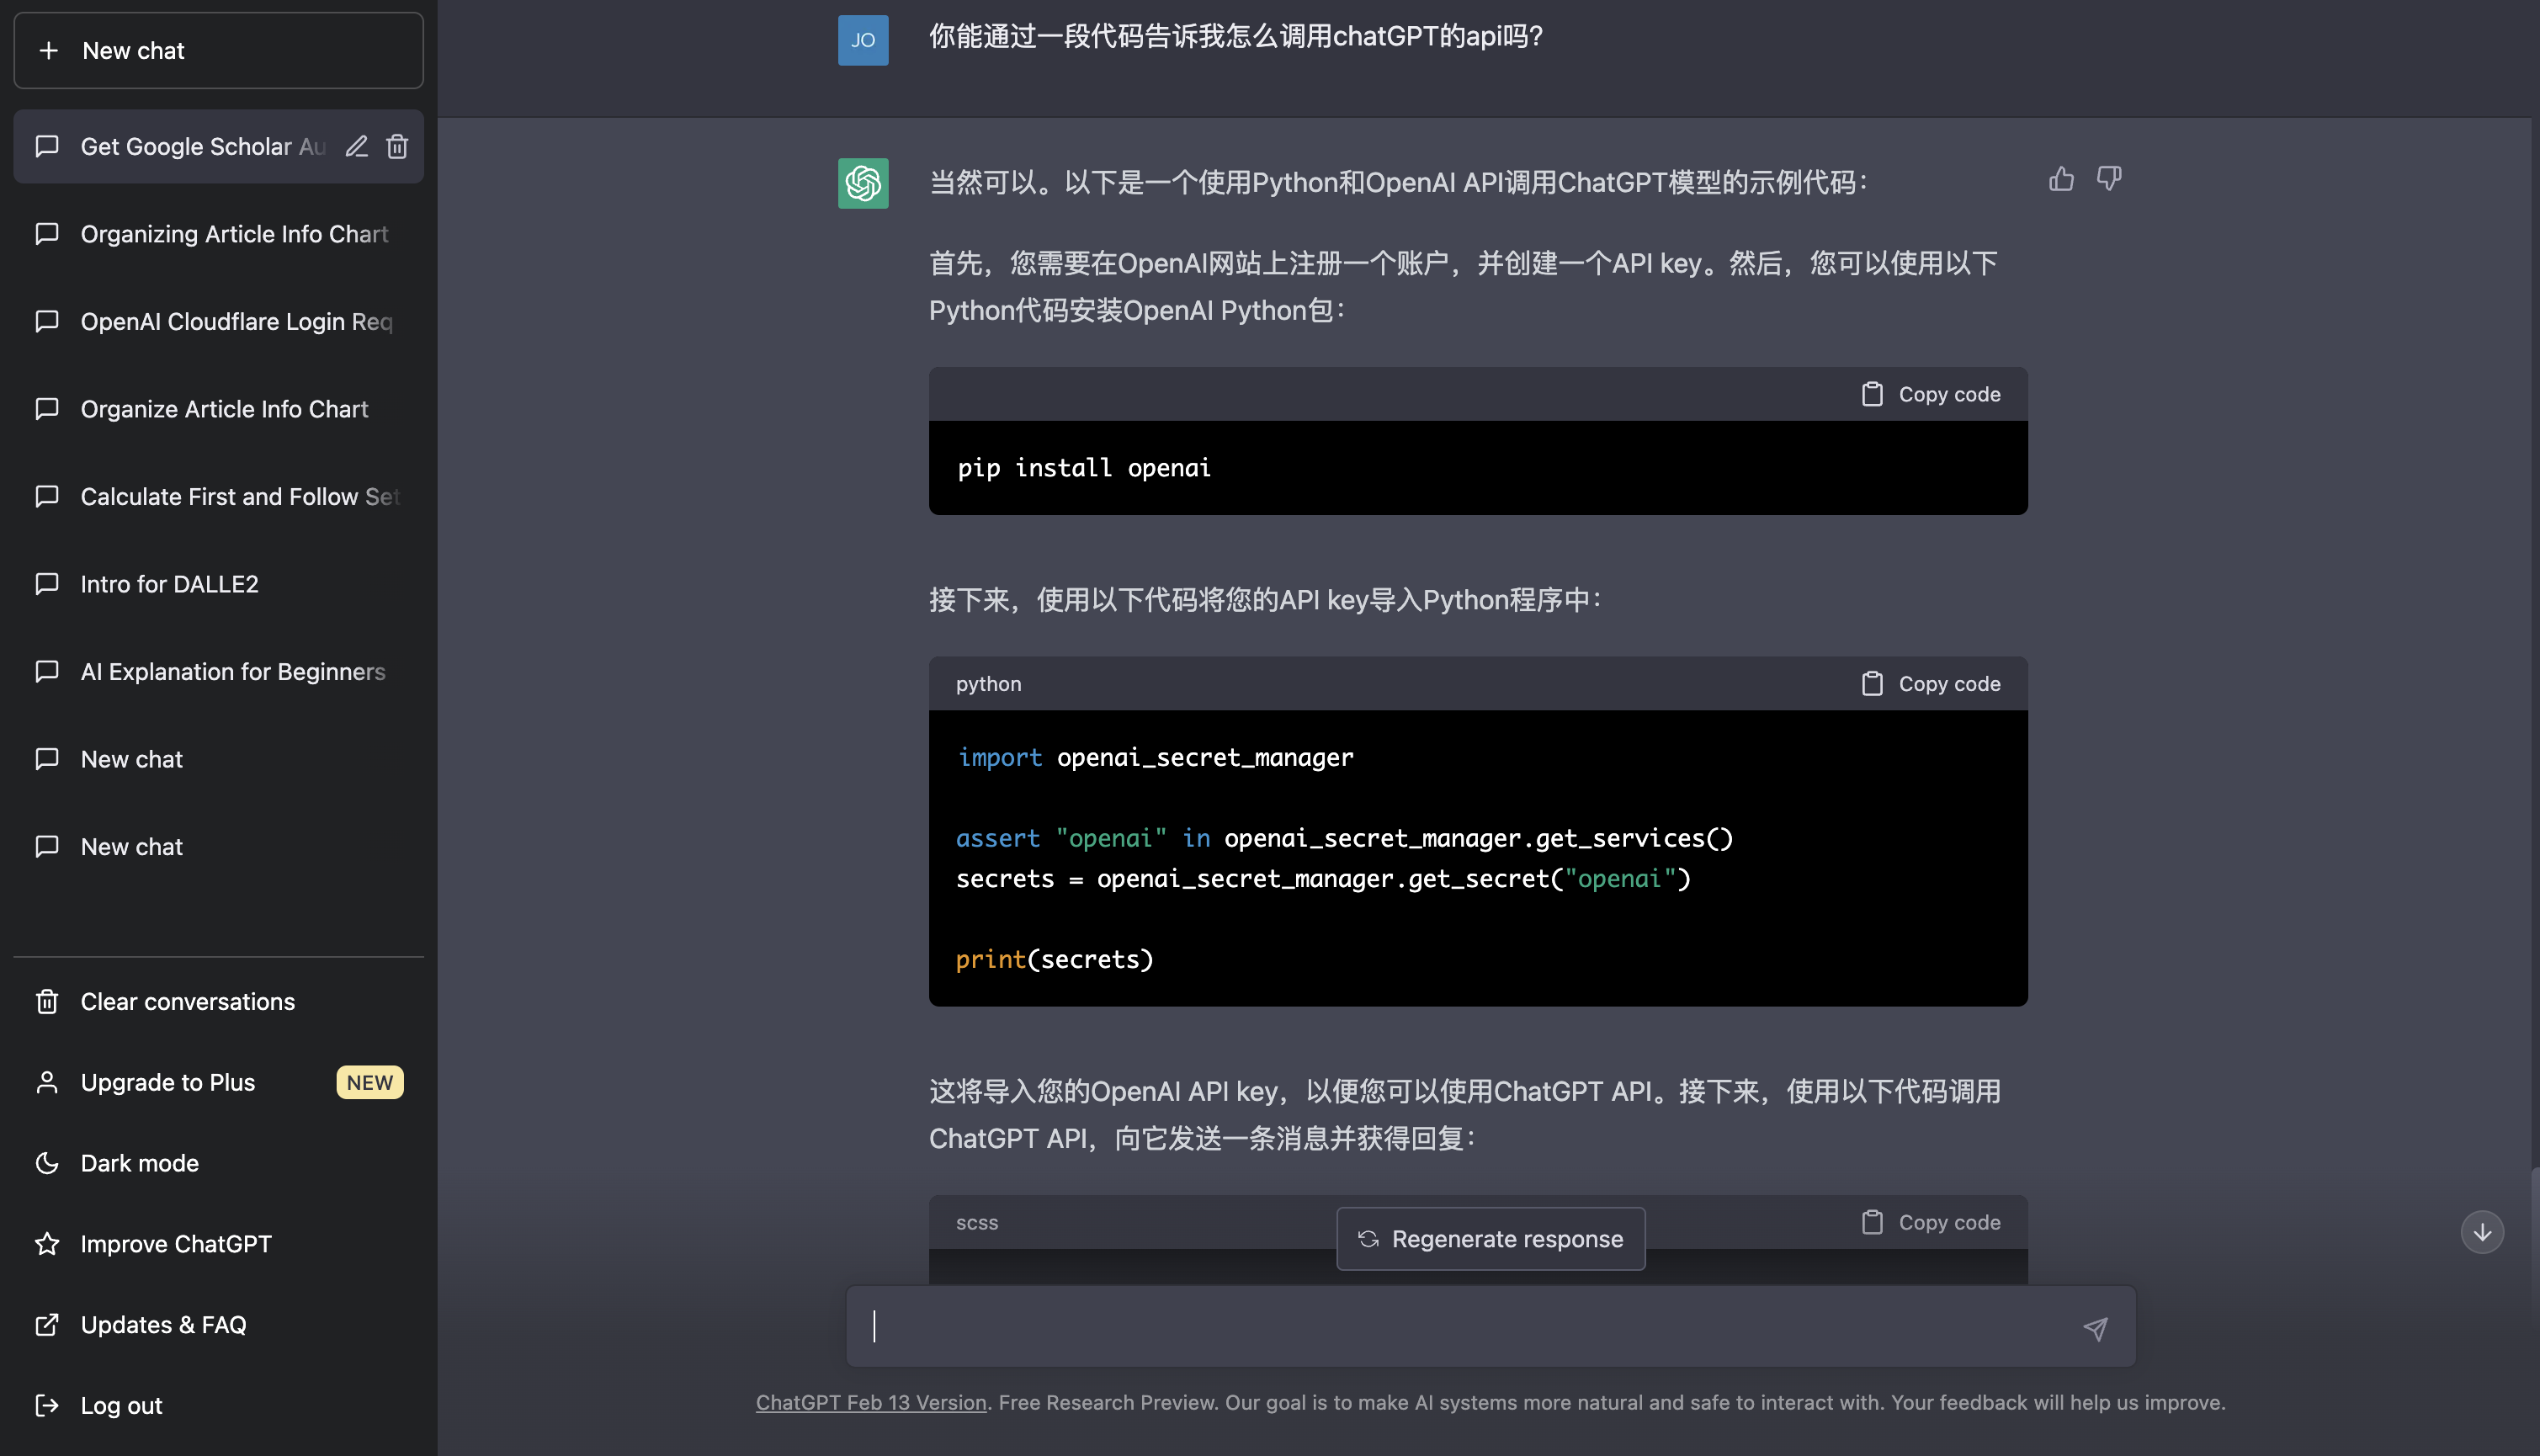 New chat
Get Google Scholar Au
Organizing Article Info Chart
OpenAI Cloudflare Login Req
Organize Article Info Chart
Calculate First and Follow Set
Intro for DALLE2
AI Explanation for Beginners
New chat
New chat
Clear conversations
Upgrade to Plus
NEW
Dark mode
Improve ChatGPT
Updates & FAQ
Log out
JO
你能通过一段代码告诉我怎么调用chatGPT的api吗？
当然可以。以下是一个使用Python和OpenAI API调用ChatGPT模型的示例代码：
首先，您需要在OpenAI网站上注册一个账户，并创建一个API key。然后，您可以使用以下
Python代码安装OpenAI Python包：
Copy code
pip install openai
接下来，使用以下代码将您的API key导入Python程序中：
python
Copy code
import openai_secret_manager
assert "openai" in openai_secret_manager.get_services()
secrets = openai_secret_manager.get_secret("openai")
print(secrets)
这将导入您的OpenAI API key，以便您可以使用ChatGPT API。接下来，使用以下代码调用
ChatGPT API，向它发送一条消息并获得回复：
scss
Copy code
Regenerate response
ChatGPT Feb 13 Version. Free Research Preview. Our goal is to make AI systems more natural and safe to interact with. Your feedback will help us improve.